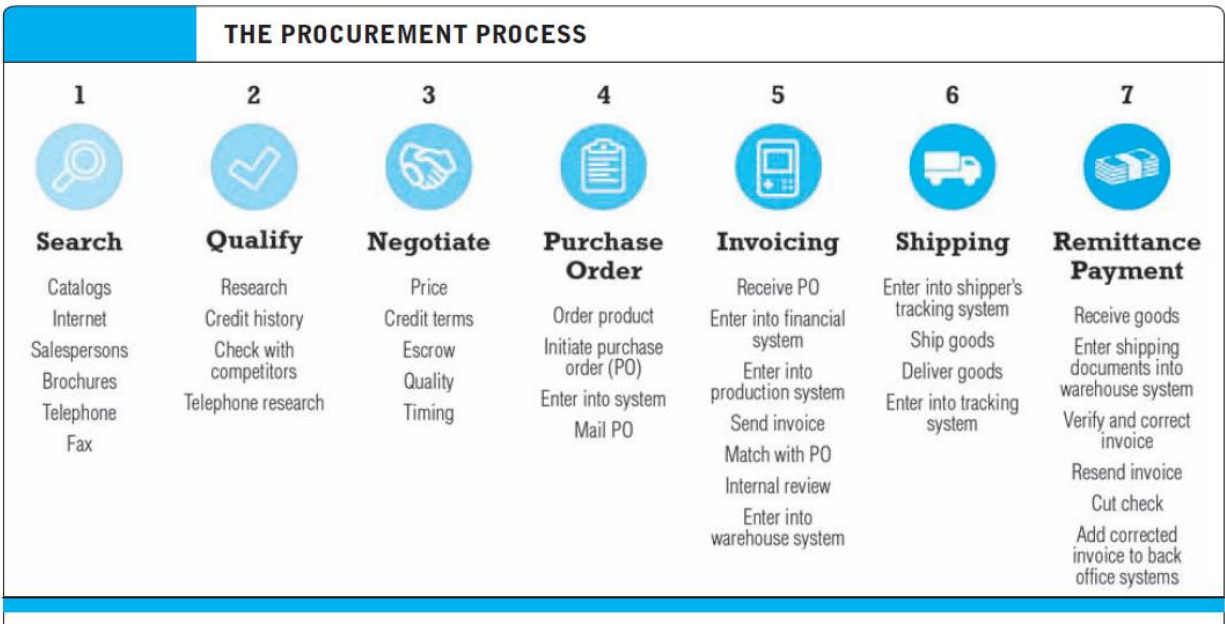 THE PROCUREMENT PROCESS
1
Search
Catalogs
Internet
Salespersons
Brochures
Telephone
Fax
2
Qualify
Research
Credit history
Check with
competitors
Telephone research
3
Negotiate
Price
Credit terms
Escrow
Quality
Timing
4
Purchase
Order
Order product
Initiate purchase
order (PO)
Enter into system
Mail PO
5
Invoicing
Receive PO
Enter into financial
system
Enter into
production system
Send invoice
Match with PO
Internal review
Enter into
warehouse system
6
Shipping
Enter into shipper's
tracking system
Ship goods
Deliver goods
Enter into tracking
system
7
Remittance
Payment
Receive goods
Enter shipping
documents into
warehouse system
Verify and correct
invoice
Resend invoice
Cut check
Add corrected
invoice to back
office systems